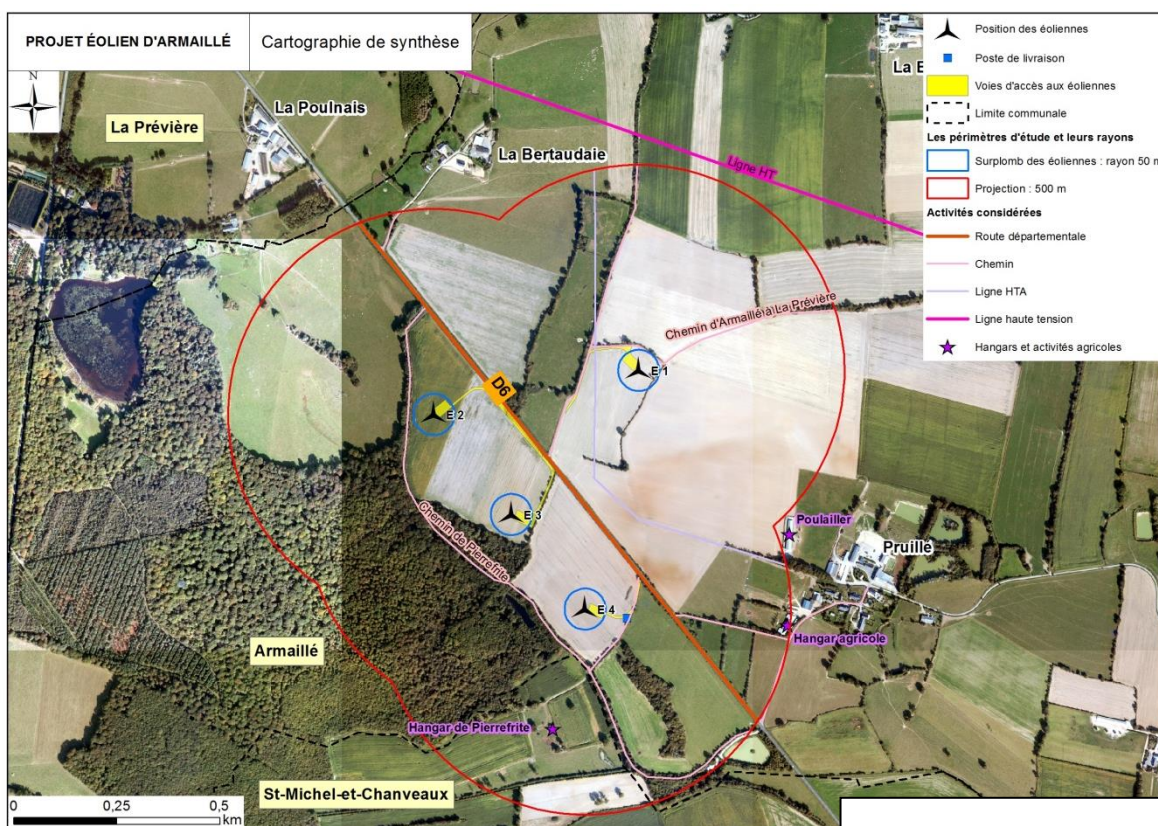 PROJET ÉOLIEN D'ARMAILLÉ
Cartographie de synthèse
N
La Prévière
La Poulnais
La Bertaudaie
Ligne HT
Chemin d'Armaillé à La Prévière
D6
E 1
E 2
E 3
E 4
Chemin de Pierrefrite
Poulailler
Pruille
Hangar agricole
Armaillé
Hangar de Pierrefrite
St-Michel-et-Chanveaux
0 0,25 0,5
km
Position des éoliennes
Poste de livraison
Voies d'accès aux éoliennes
Limite communale
Les périmètres d'étude et leurs rayons
Surplomb des éoliennes : rayon 50 m
Projection : 500 m
Activités considérées
Route départementale
Chemin
Ligne HTA
Ligne haute tension
Hangars et activités agricoles